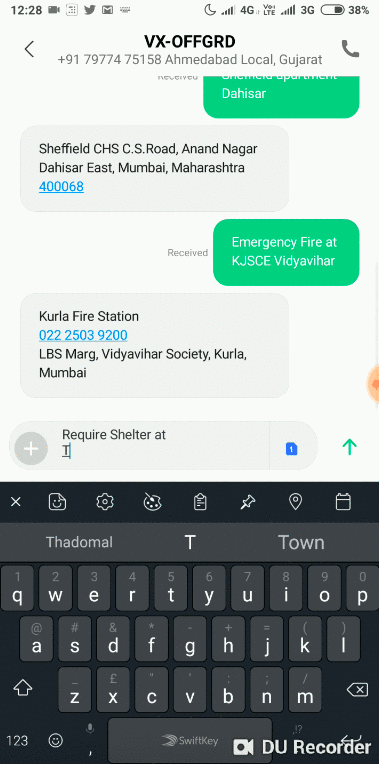 12:28 4G VoLTE 3G 38%
VX-OFFGRD
+91 79774 75158 Ahmedabad Local, Gujarat
Received
Sheffield apartment
Dahisar
Sheffield CHS C.S.Road, Anand Nagar
Dahisar East, Mumbai, Maharashtra
400068
Received
Emergency Fire at
KJSCE Vidyavihar
Kurla Fire Station
022 2503 9200
LBS Marg, Vidyavihar Society, Kurla,
Mumbai
Require Shelter at
T
1
Thadomal T Town
1 2 3 4 5 6 7 8 9 0
q w e r t y u i o p
@ # & * - + = ( )
a s d f g h j k l
_ £ " ' : ; /
z x c v b n m
123 , SwiftKey ,!?
DU Recorder